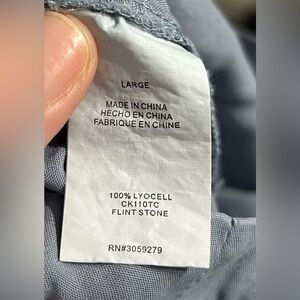 LARGE
MADE IN CHINA
HECHO EN CHINA
FABRIQUE EN CHINE
100% LYOCELL
CK110TC
FLINT STONE
RN#3059279